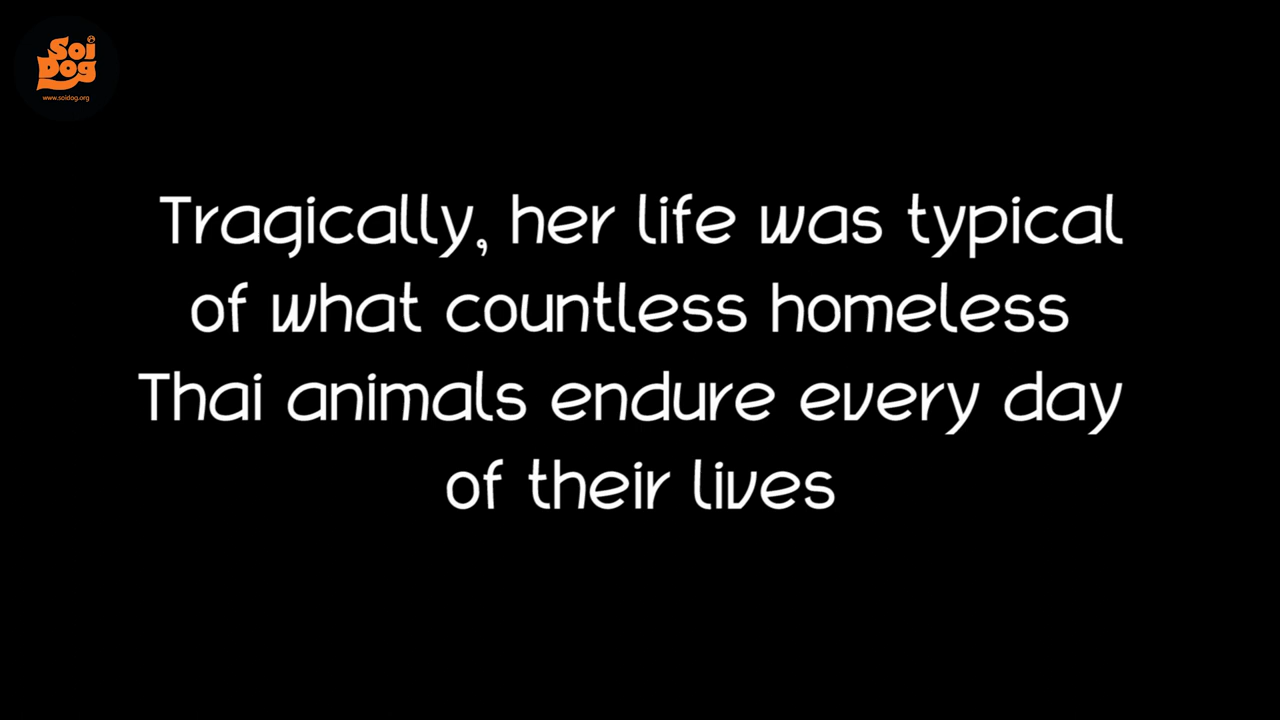 Soi
Dog
www.soidog.org
Tragically, her life was typical
of what countless homeless
Thai animals endure every day
of their lives